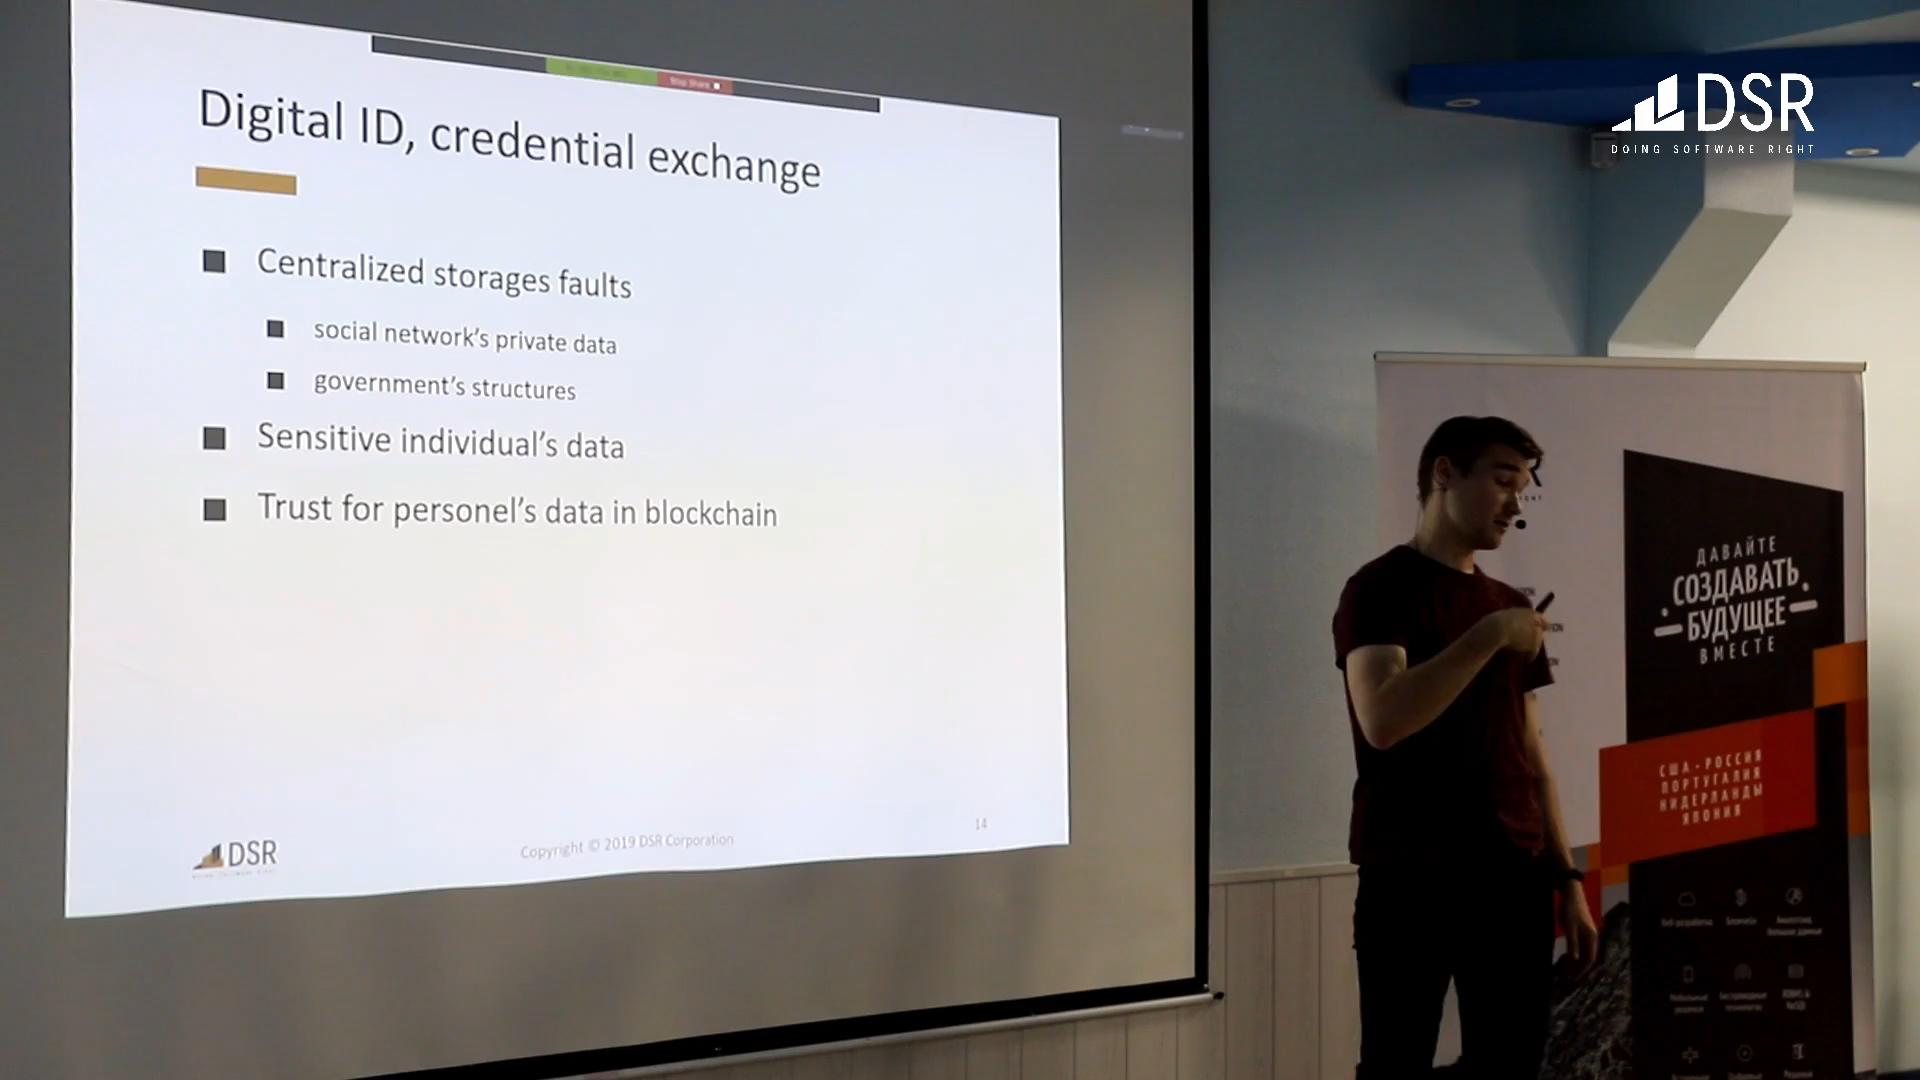 Stop Share
Digital ID, credential exchange
Centralized storages faults
social network's private data
government's structures
Sensitive individual's data
Trust for personel's data in blockchain
DSR
Copyright © 2019 DSR Corporation
14
DSR
DOING SOFTWARE RIGHT
ДАВАЙТЕ
СОЗДАВАТЬ
БУДУЩЕЕ
ВМЕСТЕ
США - РОССИЯ
ПОРТУГАЛИЯ
НИДЕРЛАНДЫ
ЯПОНИЯ